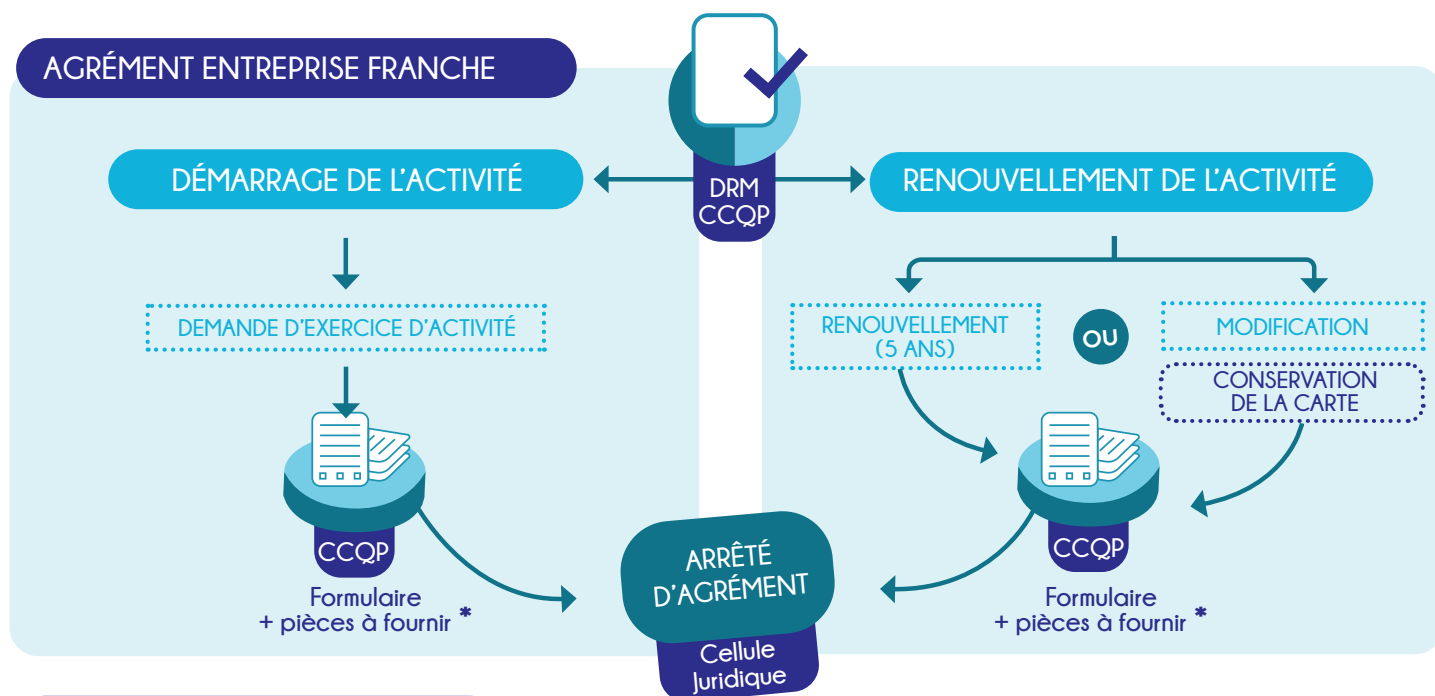 AGRÉMENT ENTREPRISE FRANCHE
DRM
CCQP
DÉMARRAGE DE L'ACTIVITÉ
DEMANDE D'EXERCICE D'ACTIVITÉ
CCQP
Formulaire
+ pièces à fournir *
RENOUVELLEMENT DE L'ACTIVITÉ
RENOUVELLEMENT
(5 ANS)
OU
MODIFICATION
CONSERVATION
DE LA CARTE
CCQP
Formulaire
+ pièces à fournir *
ARRÊTÉ
D'AGRÉMENT
Cellule
Juridique